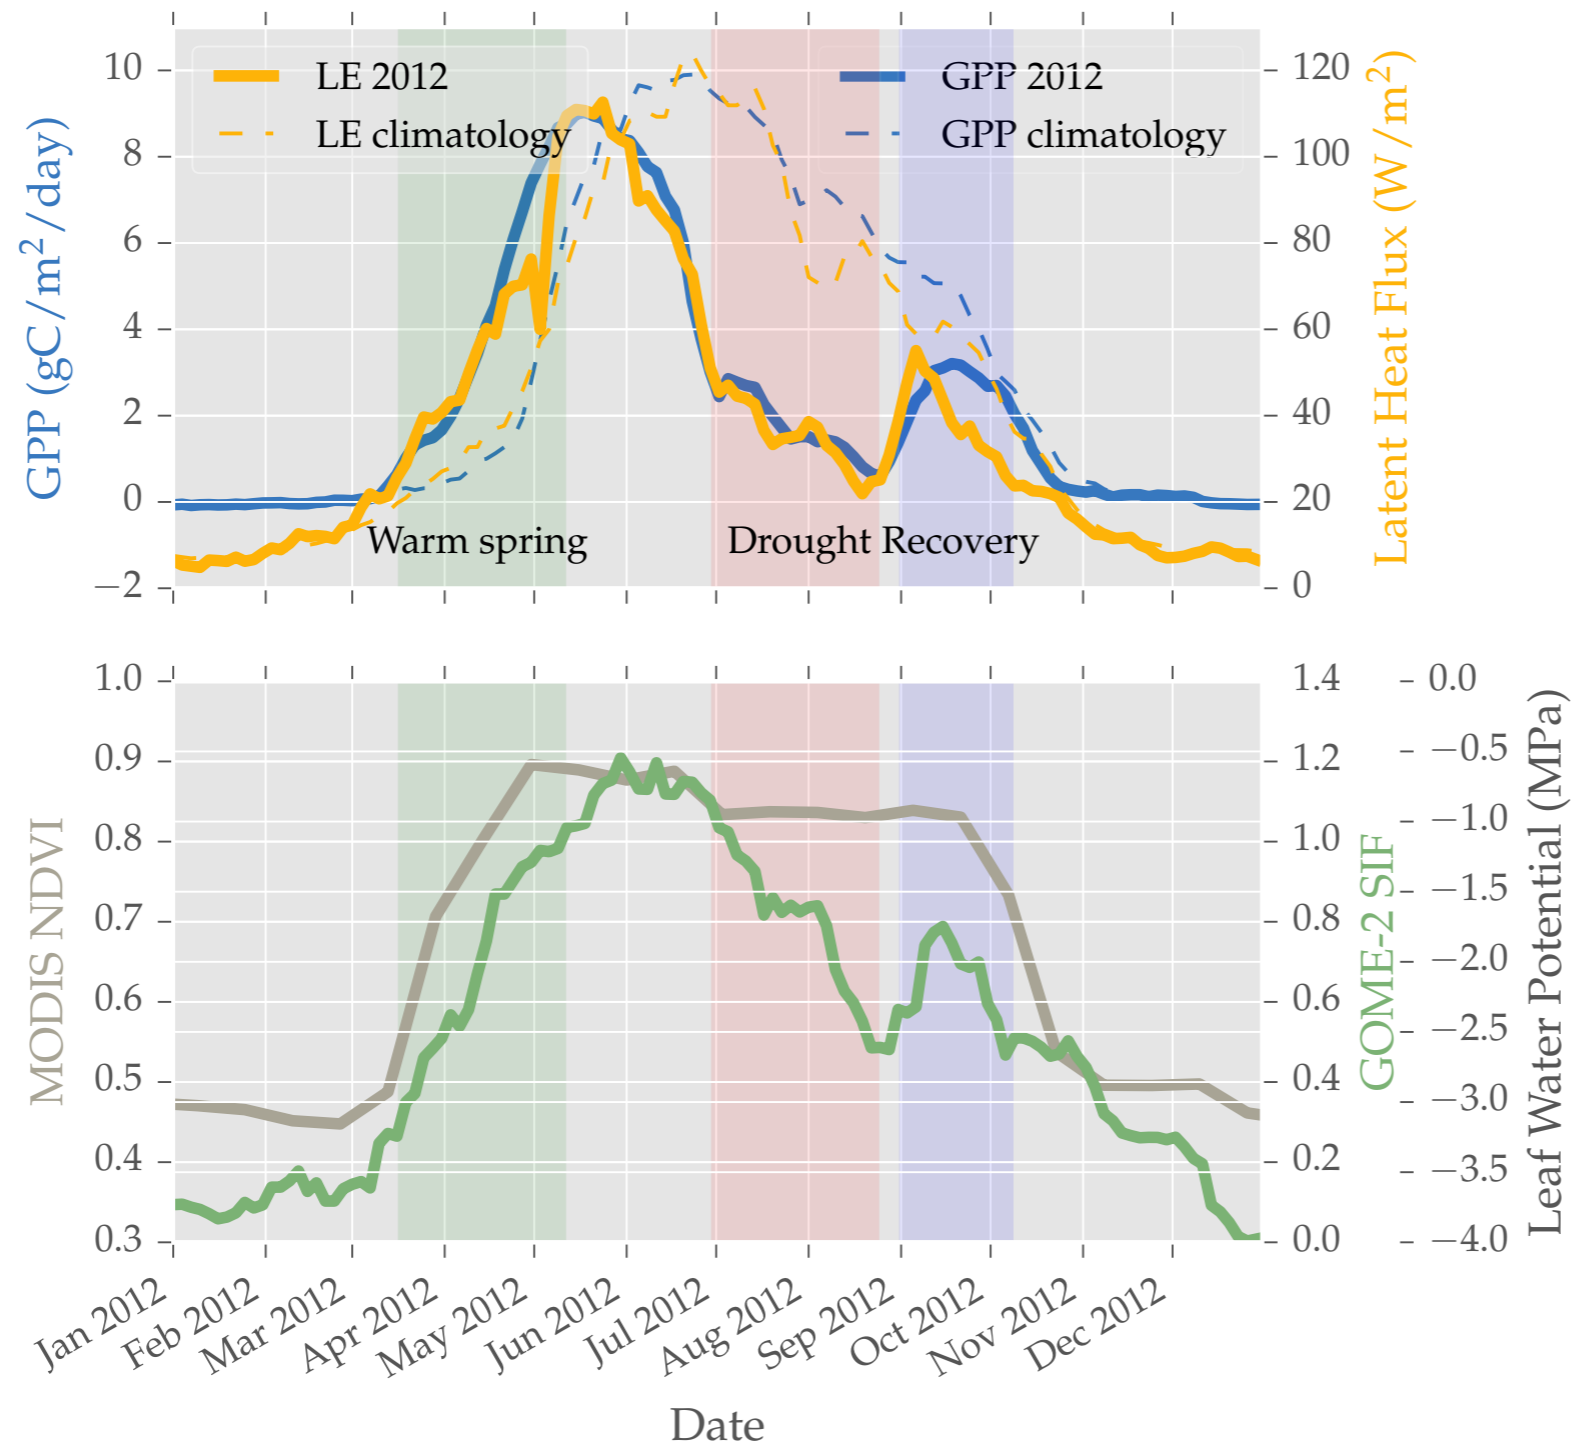 LE 2012
LE climatology
GPP 2012
GPP climatology
GPP (gC/m²/day)
10
8
6
4
2
0
−2
120
100
80
60
40
20
0
Latent Heat Flux (W/m²)
Warm spring
Drought
Recovery
MODIS NDVI
1.0
0.9
0.8
0.7
0.6
0.5
0.4
0.3
1.4
1.2
1.0
0.8
0.6
0.4
0.2
0.0
GOME-2 SIF
0.0
−0.5
−1.0
−1.5
−2.0
−2.5
−3.0
−3.5
−4.0
Leaf Water Potential (MPa)
Jan 2012
Feb 2012
Mar 2012
Apr 2012
May 2012
Jun 2012
Jul 2012
Aug 2012
Sep 2012
Oct 2012
Nov 2012
Dec 2012
Date